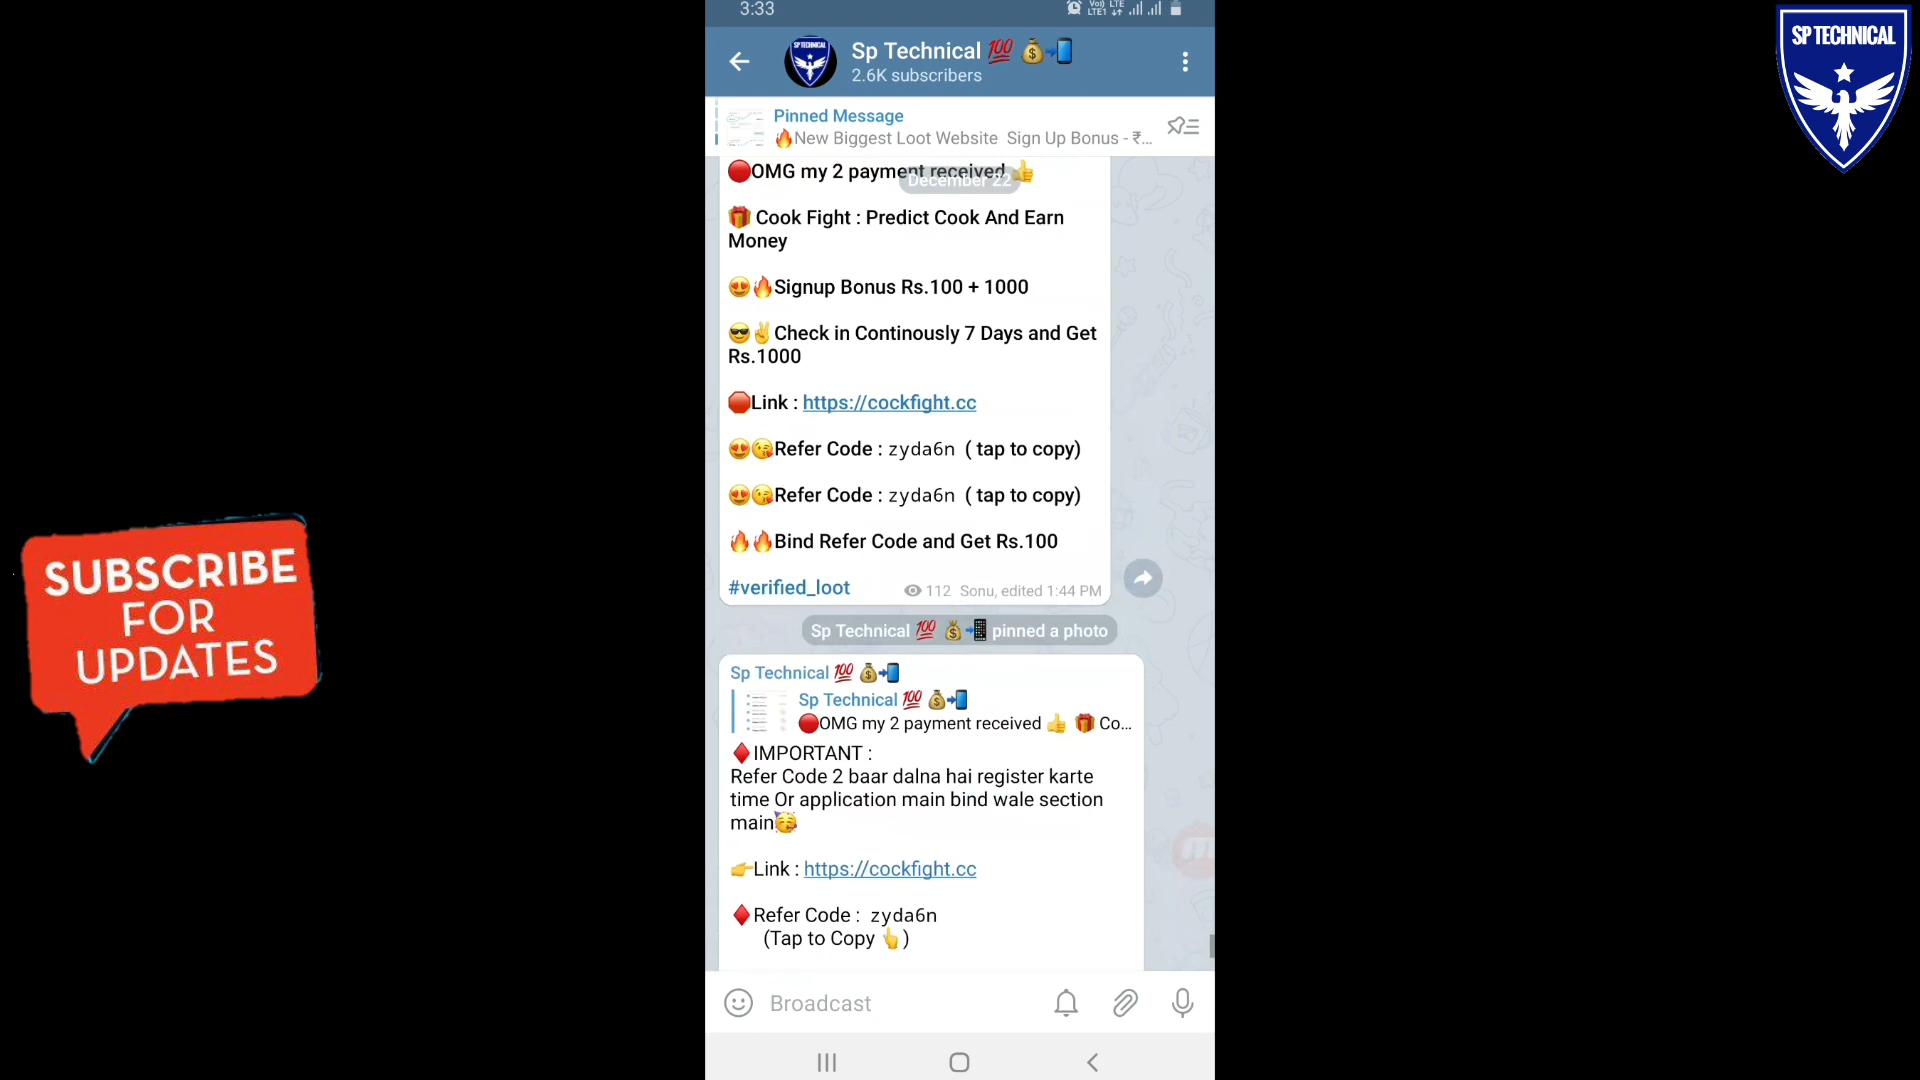 3:33
Vo) LTE
LTE1
SP TECHNICAL
Sp Technical 💯 💰📲
2.6K subscribers
SP TECHNICAL
Pinned Message
🔥New Biggest Loot Website Sign Up Bonus - ₹...
🔴OMG my 2 payment received 👍
December 22
🎁 Cook Fight : Predict Cook And Earn
Money
😍🔥Signup Bonus Rs.100 + 1000
😎✌Check in Continously 7 Days and Get
Rs.1000
🛑Link : https://cockfight.cc
😍😘Refer Code : zyda6n ( tap to copy)
😍😘Refer Code : zyda6n ( tap to copy)
🔥🔥Bind Refer Code and Get Rs.100
#verified_loot
112 Sonu, edited 1:44 PM
Sp Technical 💯 💰📲 pinned a photo
Sp Technical 💯 💰📲
Sp Technical 💯 💰📲
🔴OMG my 2 payment received 👍 🎁 Co...
♦IMPORTANT :
Refer Code 2 baar dalna hai register karte
time Or application main bind wale section
main🥳
👉Link : https://cockfight.cc
♦Refer Code : zyda6n
(Tap to Copy 👆)
Broadcast
SUBSCRIBE
FOR
UPDATES